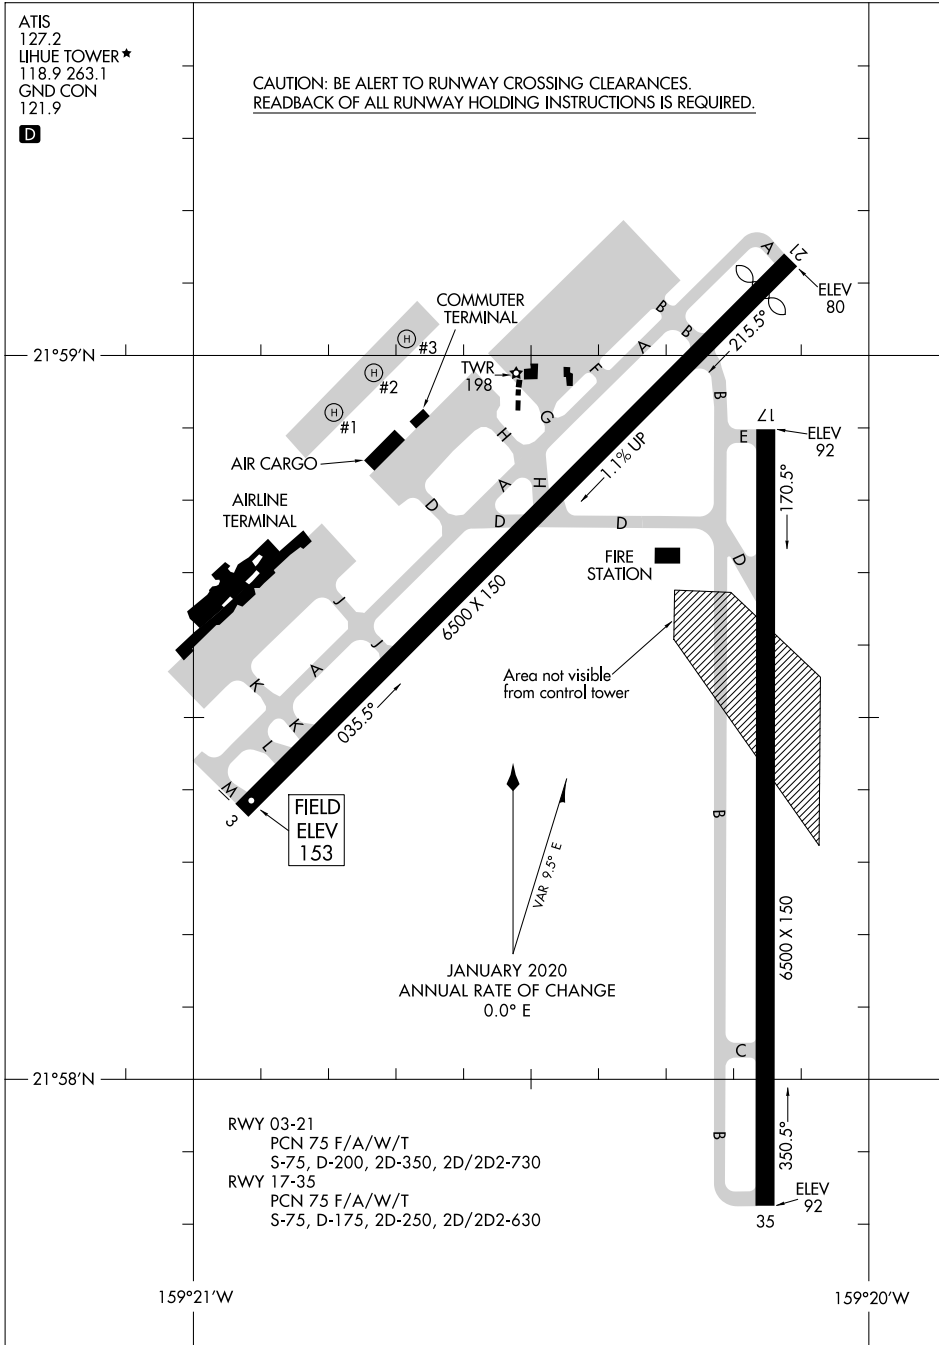 ATIS
127.2
LIHUE TOWER★
118.9 263.1
GND CON
121.9
D
CAUTION: BE ALERT TO RUNWAY CROSSING CLEARANCES.
READBACK OF ALL RUNWAY HOLDING INSTRUCTIONS IS REQUIRED.
A
21
ELEV
80
COMMUTER
TERMINAL
B
B
215.5°
H #3
21°59'N
A
TWR
198
F
H #2
B
H #1
G
17
ELEV
92
E
H
AIR CARGO
1.1% UP
170.5°
A
H
AIRLINE
TERMINAL
D
D
D
FIRE
STATION
D
6500 X 150
J
J
A
Area not visible
from control tower
K
K
035.5°
L
M
3
FIELD
ELEV
153
B
VAR 9.5° E
6500 X 150
JANUARY 2020
ANNUAL RATE OF CHANGE
0.0° E
C
21°58'N
RWY 03-21
PCN 75 F/A/W/T
S-75, D-200, 2D-350, 2D/2D2-730
RWY 17-35
PCN 75 F/A/W/T
S-75, D-175, 2D-250, 2D/2D2-630
B
350.5°
ELEV
92
35
159°21'W
159°20'W